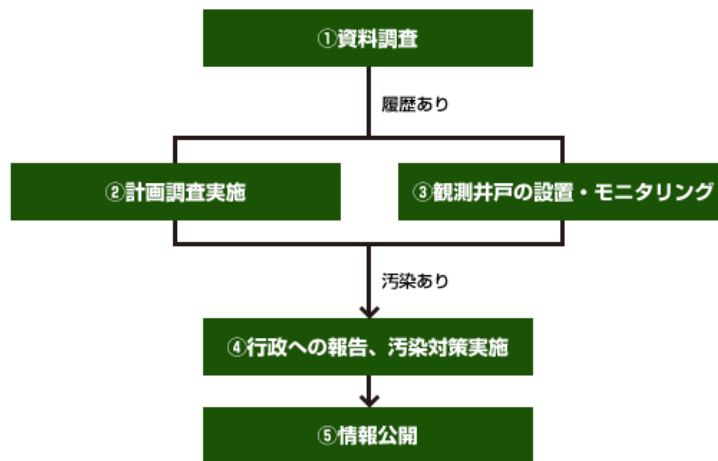 ①資料調査
履歴あり
②計画調査実施
③観測井戸の設置・モニタリング
汚染あり
④行政への報告、汚染対策実施
⑤情報公開